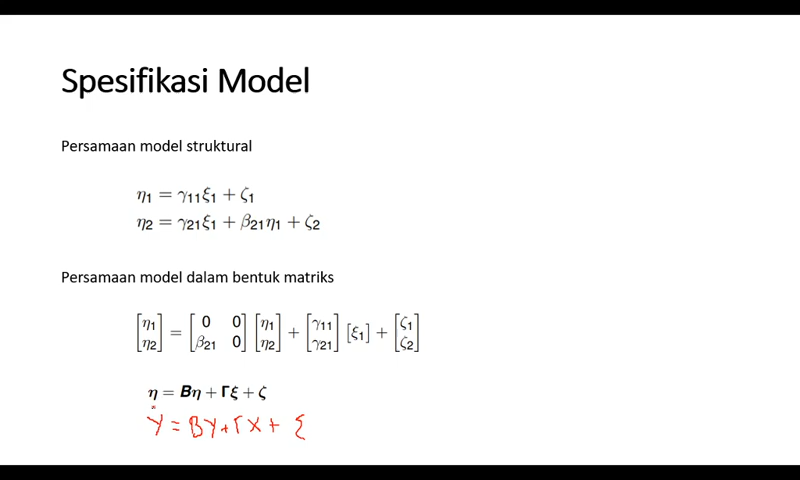 Spesifikasi Model
Persamaan model struktural
η1 = γ11ξ1 + ζ1
η2 = γ21ξ1 + β21η1 + ζ2
Persamaan model dalam bentuk matriks
[η1 η2] = [0 0 β21 0] [η1 η2] + [γ11 γ21] [ξ1] + [ζ1 ζ2]
η = Bη + Γξ + ζ
Y = BY + ΓX + ξ